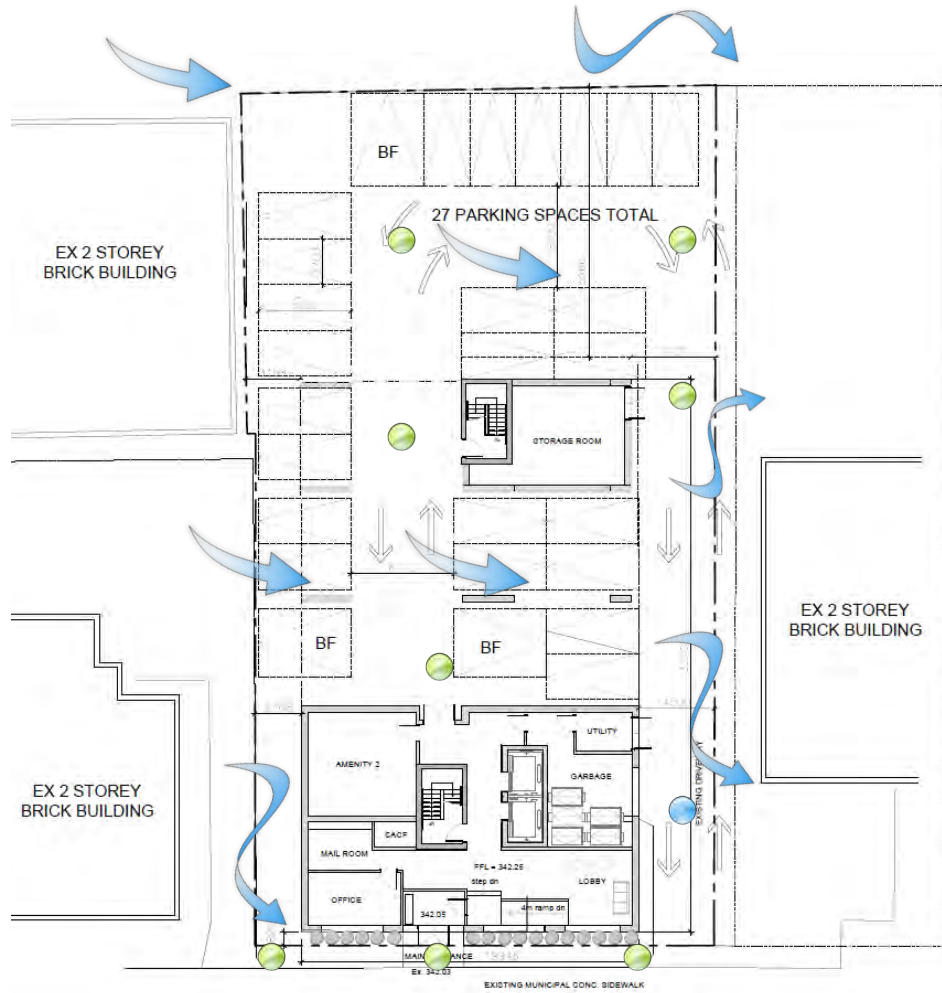 BF
27 PARKING SPACES TOTAL
EX 2 STOREY
BRICK BUILDING
STORAGE ROOM
EX 2 STOREY
BRICK BUILDING
BF
BF
UTILITY
AMENITY 2
GARBAGE
EX 2 STOREY
BRICK BUILDING
CACF
MAIL ROOM
FFL = 342.26
step dn
LOBBY
OFFICE
342.05
4m ramp dn
Ex. 342.03
EXISTING MUNICIPAL CONC. SIDEWALK